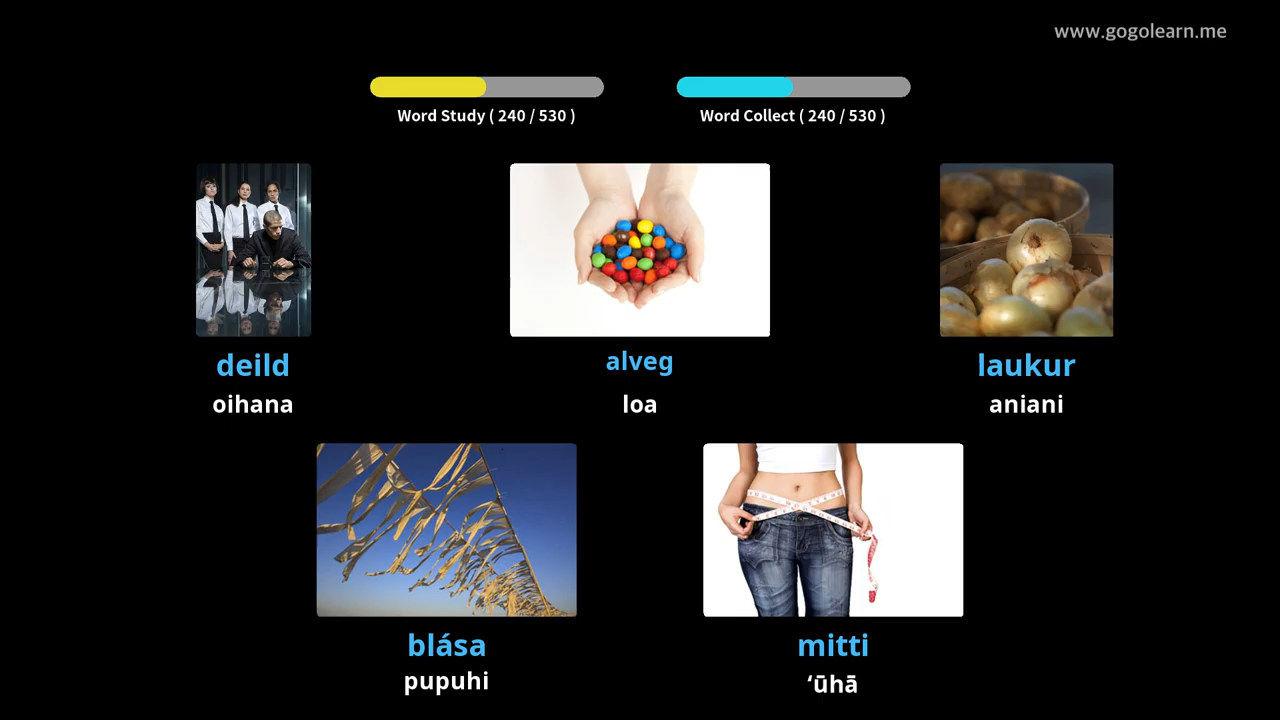 www.gogolearn.me
Word Study ( 240 / 530 )
Word Collect ( 240 / 530 )
deild
oihana
alveg
loa
laukur
aniani
blása
pupuhi
mitti
ʻūhā